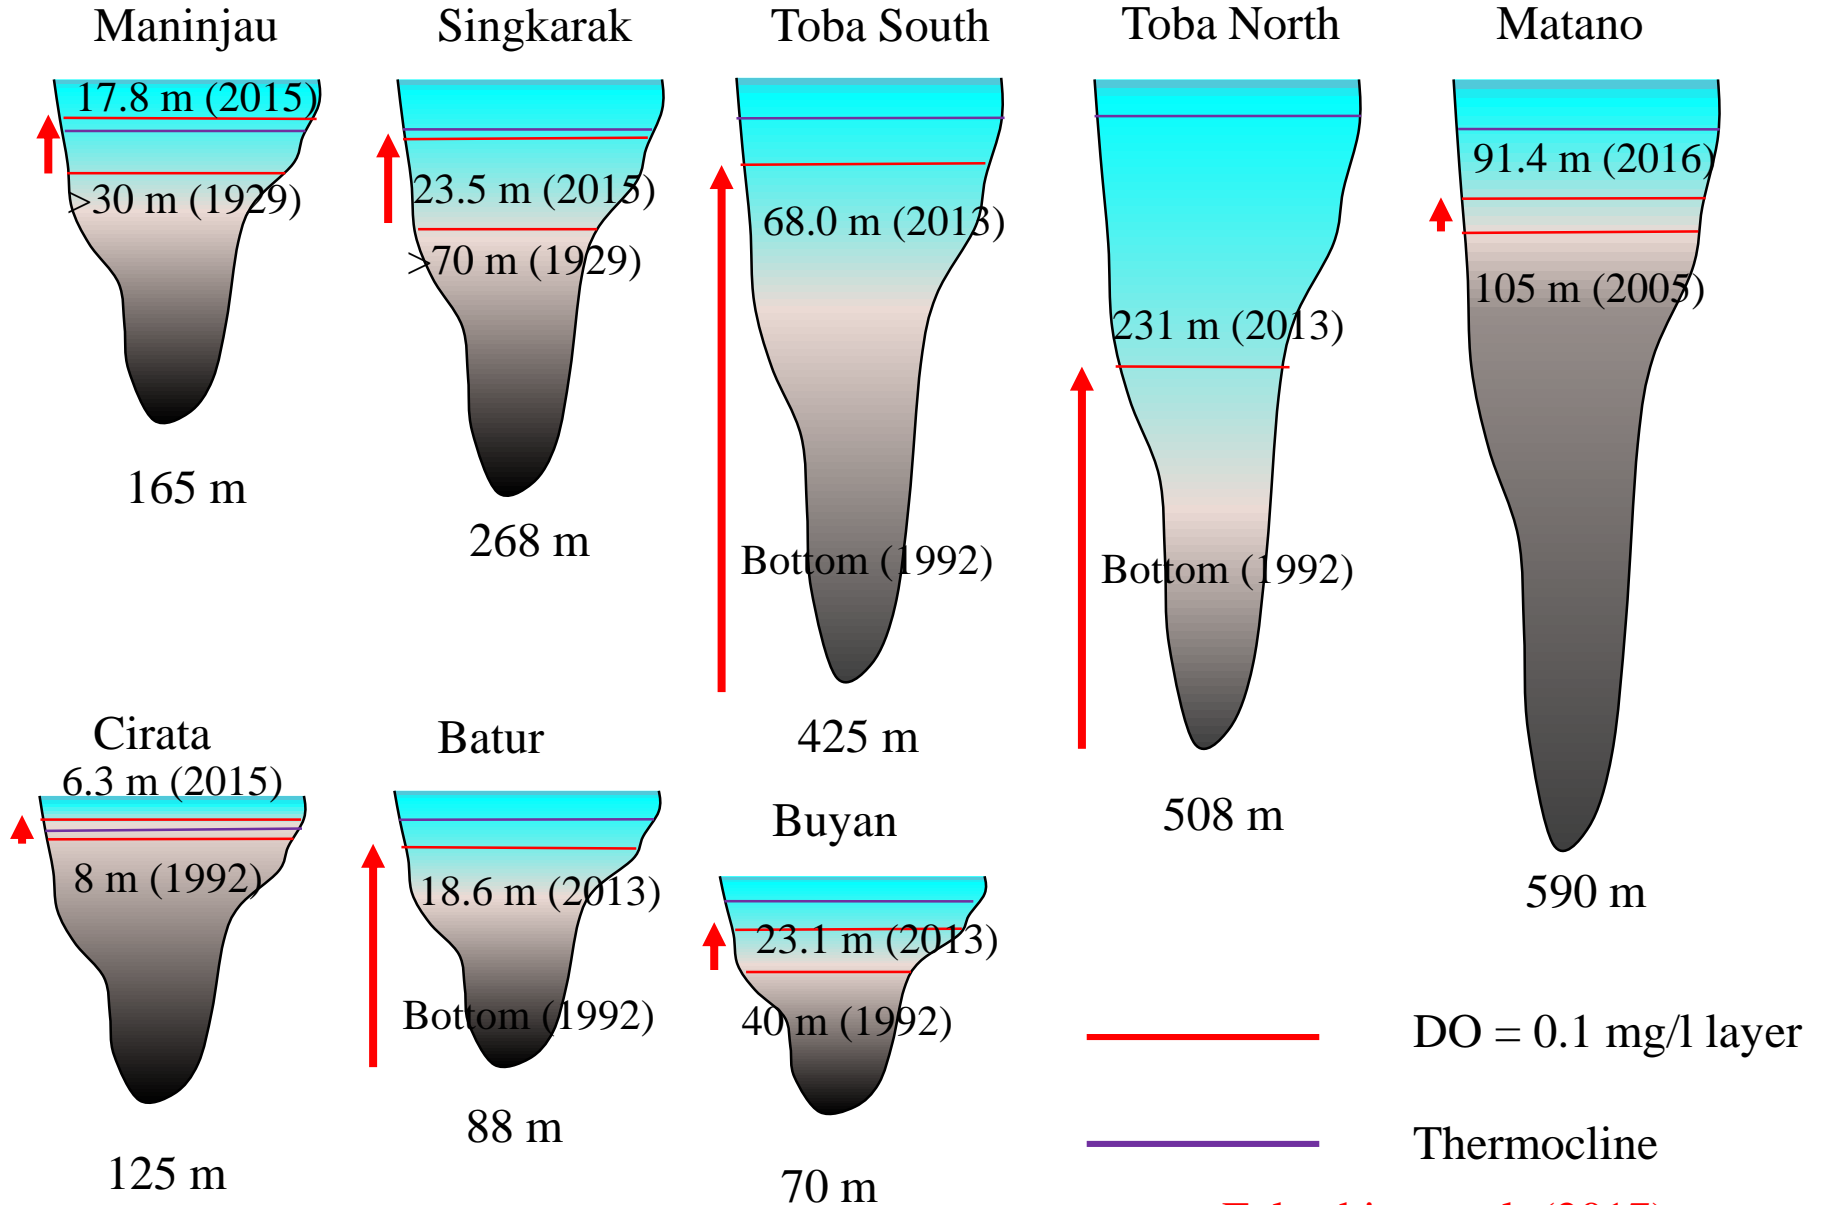 Maninjau
17.8 m (2015)
>30 m (1929)
165 m
Singkarak
23.5 m (2015)
>70 m (1929)
268 m
Toba South
68.0 m (2013)
Bottom (1992)
425 m
Toba North
231 m (2013)
Bottom (1992)
508 m
Matano
91.4 m (2016)
105 m (2005)
590 m
Cirata
6.3 m (2015)
8 m (1992)
125 m
Batur
18.6 m (2013)
Bottom (1992)
88 m
Buyan
23.1 m (2013)
40 m (1992)
70 m
DO = 0.1 mg/l layer
Thermocline